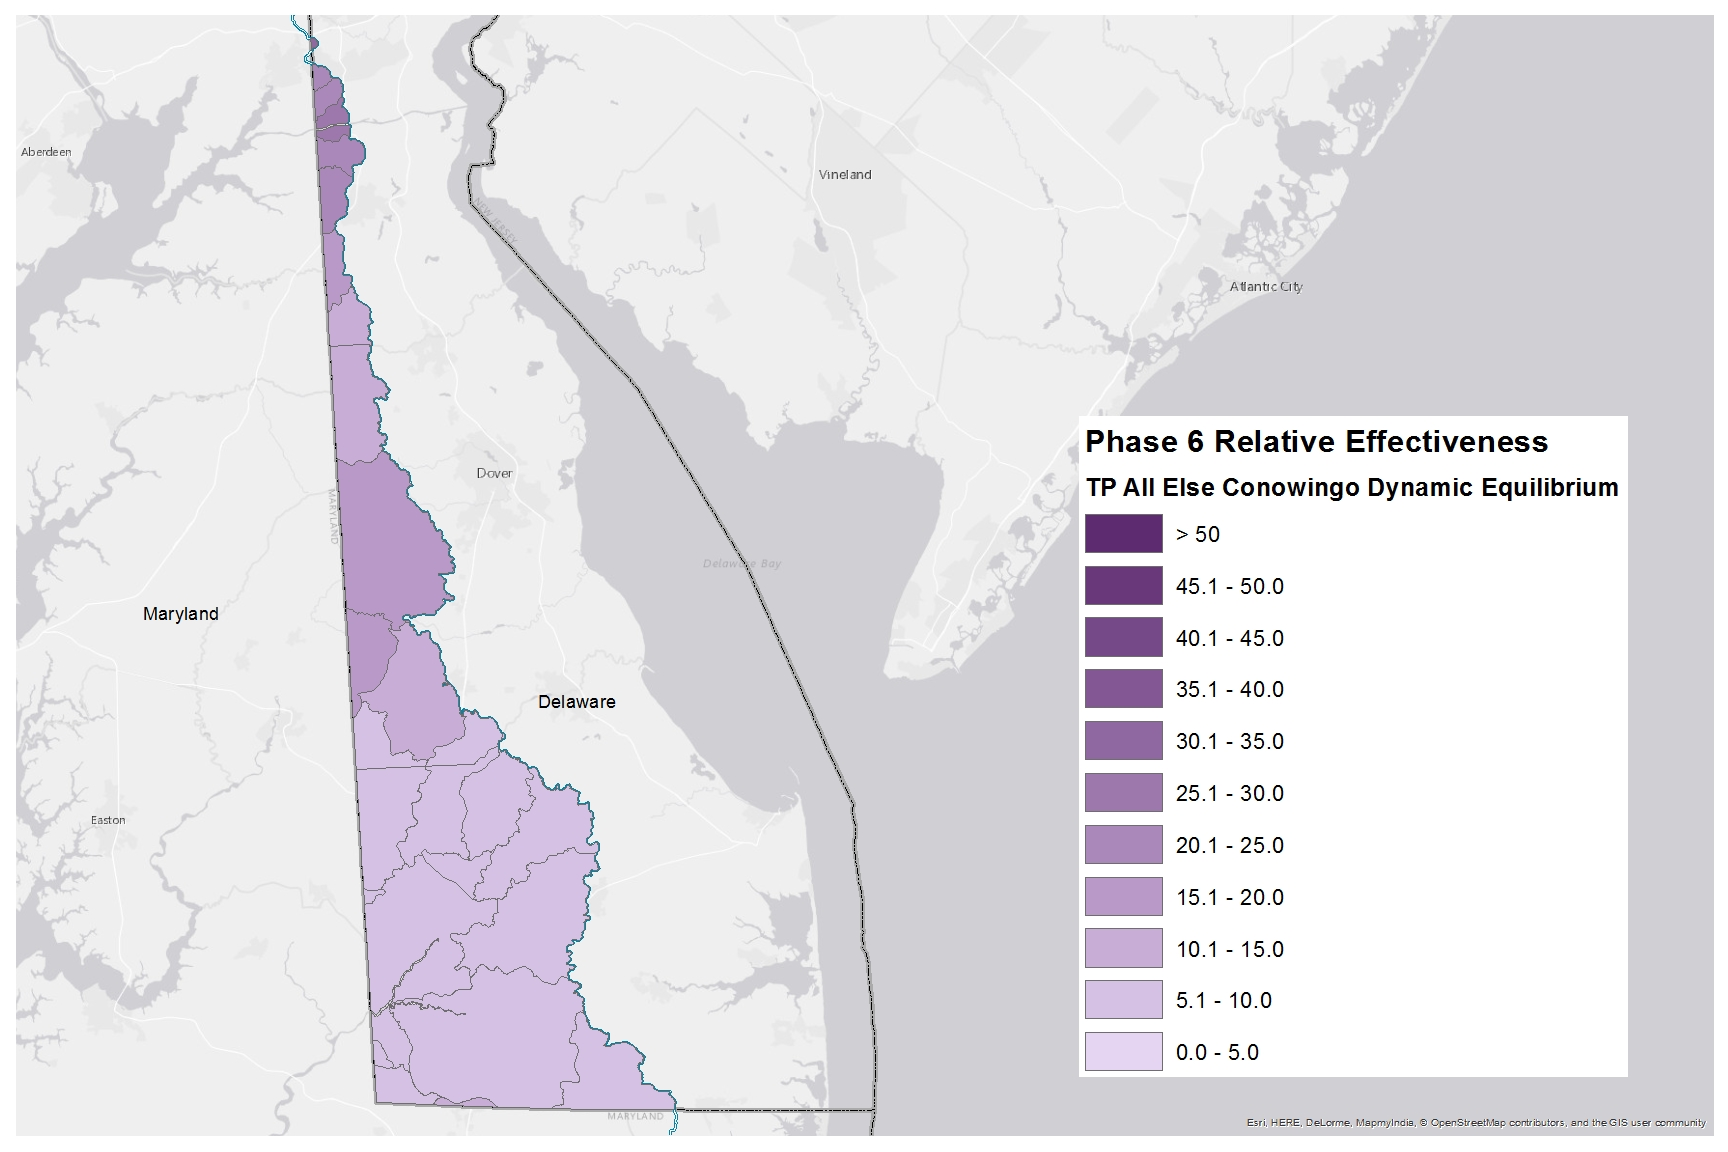 Aberdeen
Vineland
NEW JERSEY
Atlantic City
Phase 6 Relative Effectiveness
TP All Else Conowingo Dynamic Equilibrium
Dover
MARYLAND
> 50
Delaware Bay
45.1 - 50.0
Maryland
40.1 - 45.0
Delaware
35.1 - 40.0
30.1 - 35.0
25.1 - 30.0
Easton
20.1 - 25.0
15.1 - 20.0
10.1 - 15.0
5.1 - 10.0
0.0 - 5.0
MARYLAND
Esri, HERE, DeLorme, MapmyIndia, © OpenStreetMap contributors, and the GIS user community